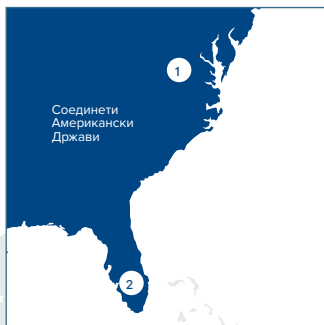 1
Соединети
Американски
Држави
2